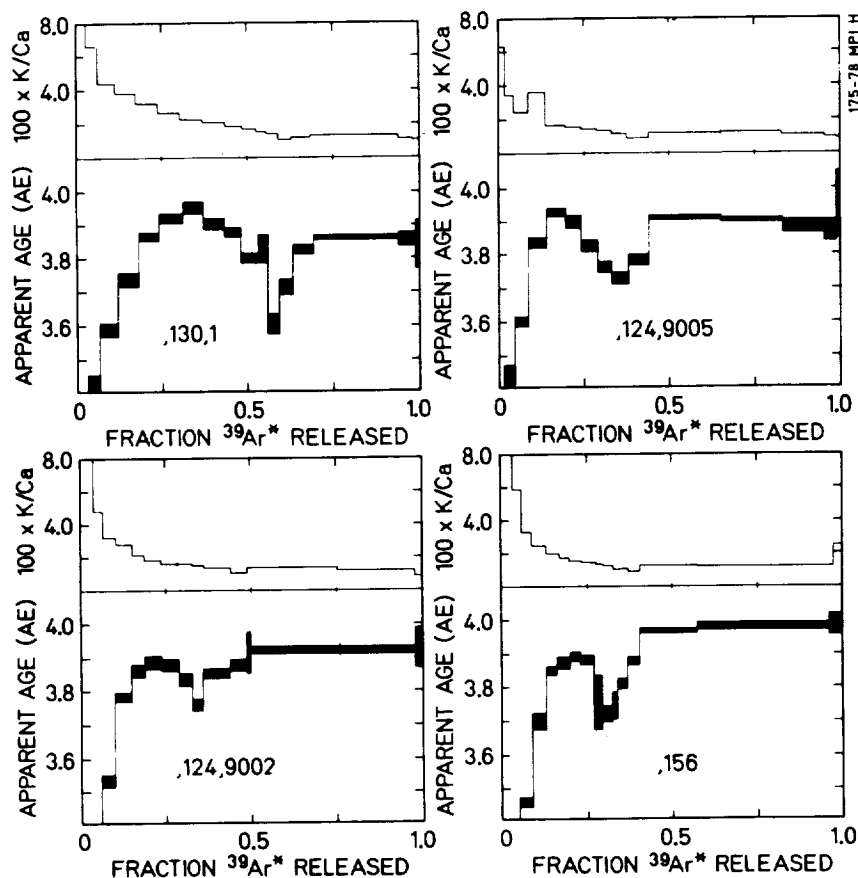 8.0
4.0
100 x K/Ca
4.0
3.8
3.6
APPARENT AGE (AE)
,130,1
0
0.5
1.0
FRACTION ³⁹Ar* RELEASED
8.0
4.0
100 x K/Ca
4.0
3.8
3.6
APPARENT AGE (AE)
,124,9005
0
0.5
1.0
FRACTION ³⁹Ar* RELEASED
175-78 MPI H
8.0
4.0
100 x K/Ca
4.0
3.8
3.6
APPARENT AGE (AE)
,124,9002
0
0.5
1.0
FRACTION ³⁹Ar* RELEASED
8.0
4.0
100 x K/Ca
4.0
3.8
3.6
APPARENT AGE (AE)
,156
0
0.5
1.0
FRACTION ³⁹Ar* RELEASED